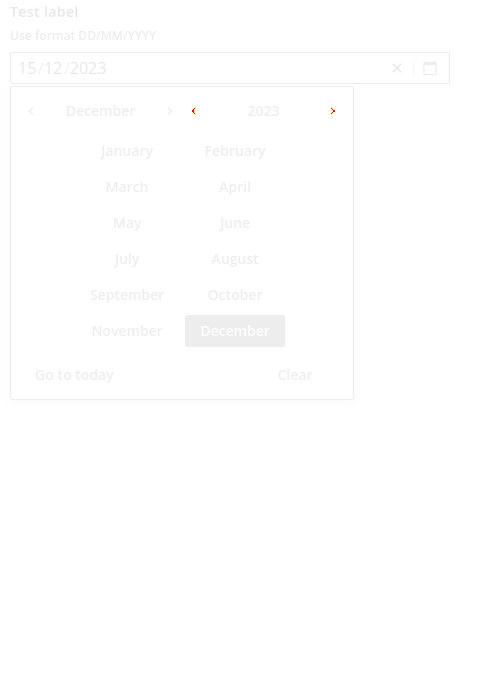 Test label
Use format DD/MM/YYYY
15/12/2023
December 2023
January February
March April
May June
July August
September October
November December
Go to today Clear